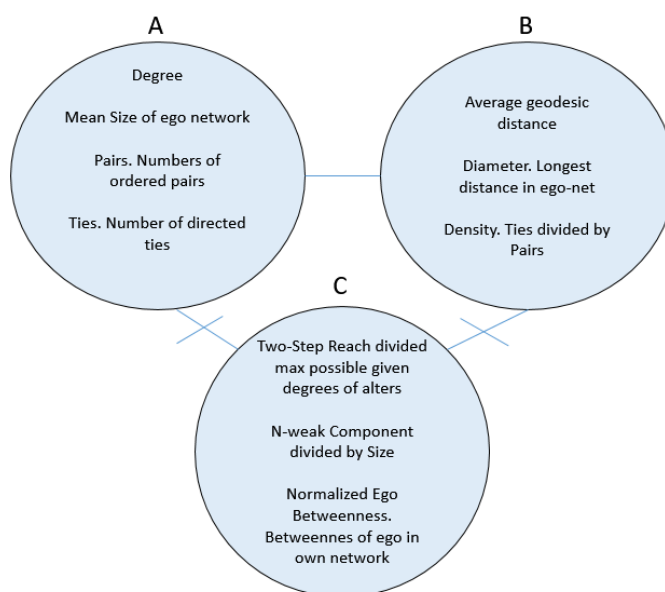 A
Degree
Mean Size of ego network
Pairs. Numbers of
ordered pairs
Ties. Number of directed
ties
B
Average geodesic
distance
Diameter. Longest
distance in ego-net
Density. Ties divided by
Pairs
C
Two-Step Reach divided
max possible given
degrees of alters
N-weak Component
divided by Size
Normalized Ego
Betweenness.
Betweennes of ego in
own network